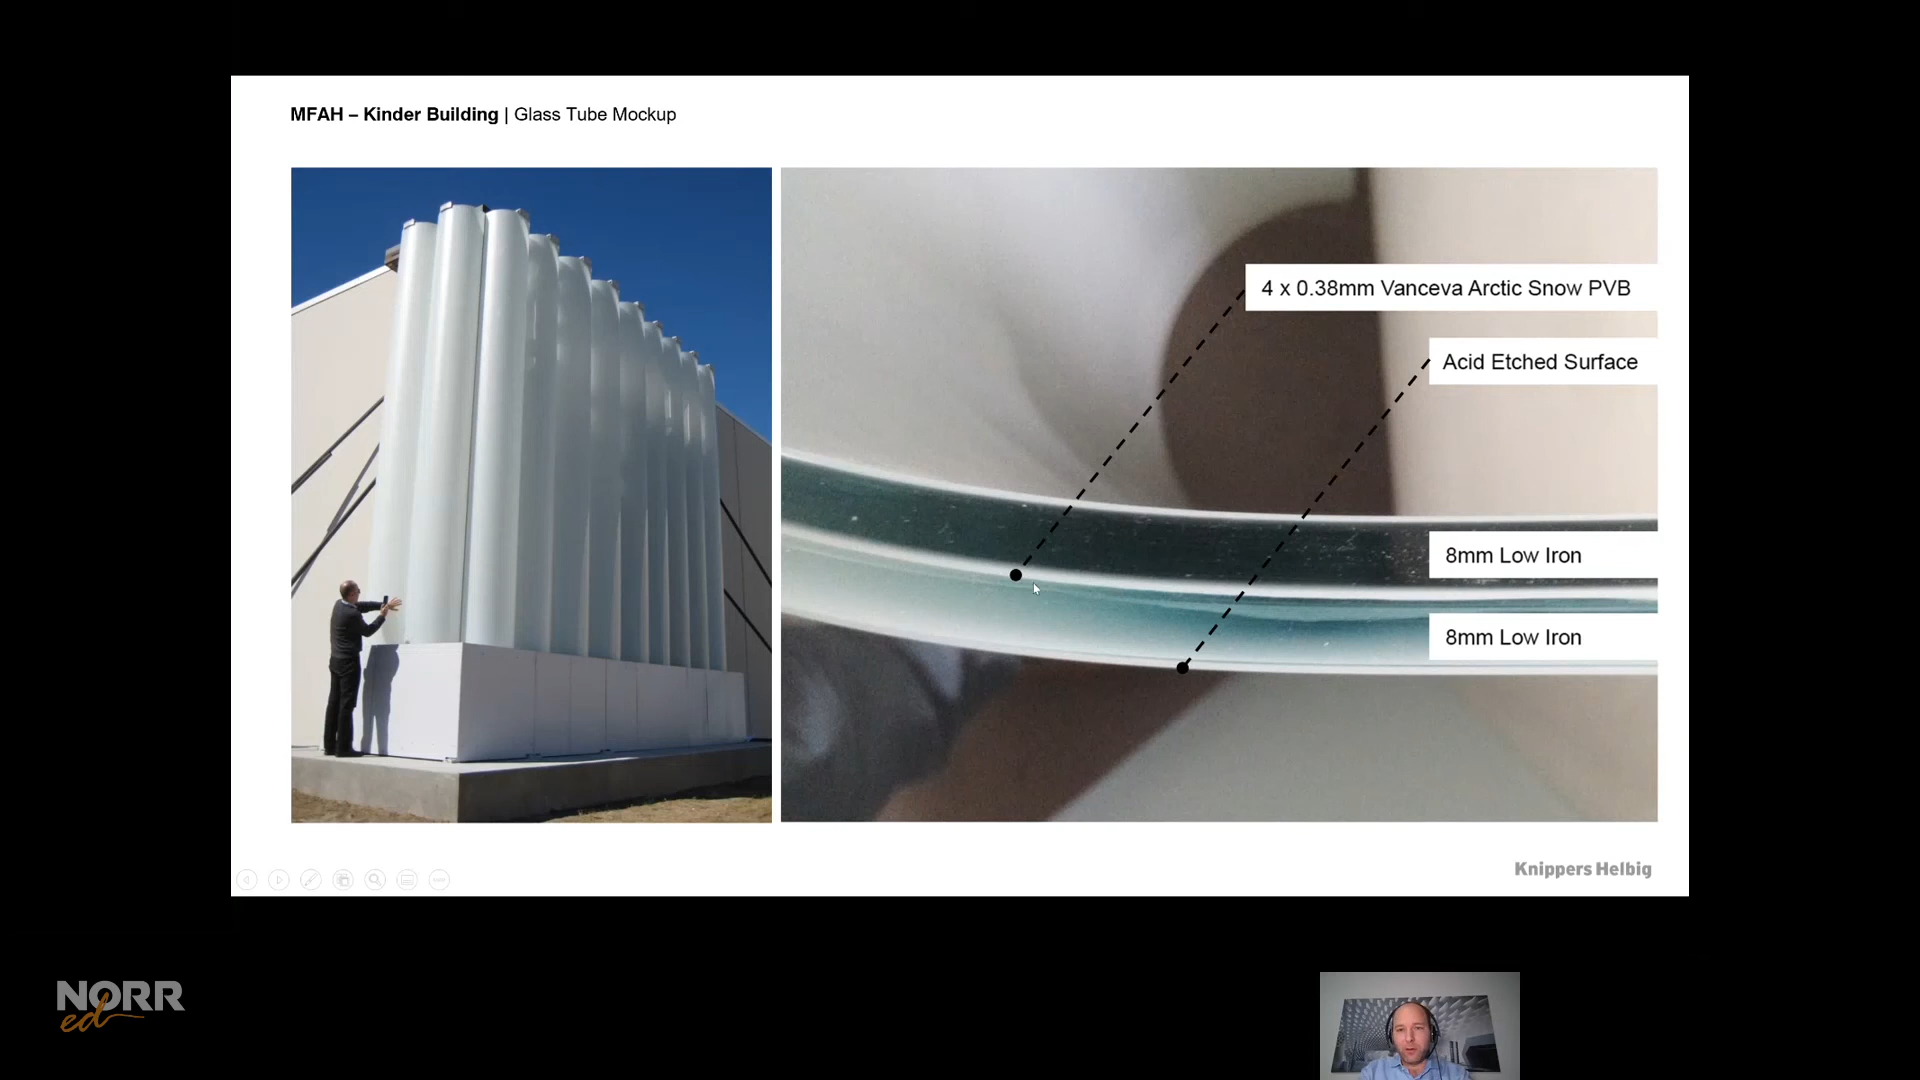 MFAH – Kinder Building | Glass Tube Mockup
4 x 0.38mm Vanceva Arctic Snow PVB
Acid Etched Surface
8mm Low Iron
8mm Low Iron
Knippers Helbig
NORR
ed